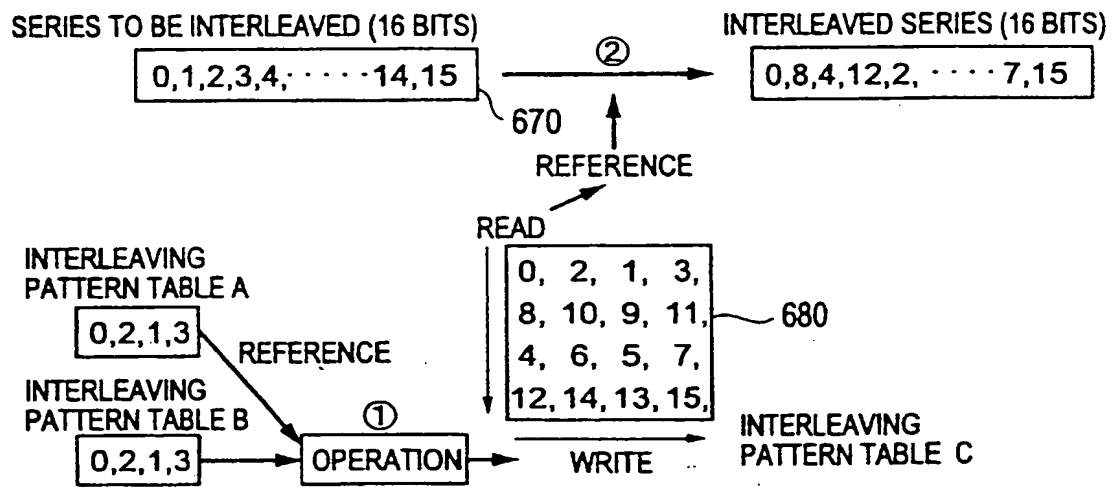 SERIES TO BE INTERLEAVED (16 BITS)
0,1,2,3,4,·····14,15
670
②
INTERLEAVED SERIES (16 BITS)
0,8,4,12,2, ····7,15
REFERENCE
READ
INTERLEAVING
PATTERN TABLE A
0,2,1,3
REFERENCE
INTERLEAVING
PATTERN TABLE B
0,2,1,3
①
OPERATION
0, 2, 1, 3,
8, 10, 9, 11,
4, 6, 5, 7,
12, 14, 13, 15,
680
WRITE
INTERLEAVING
PATTERN TABLE C